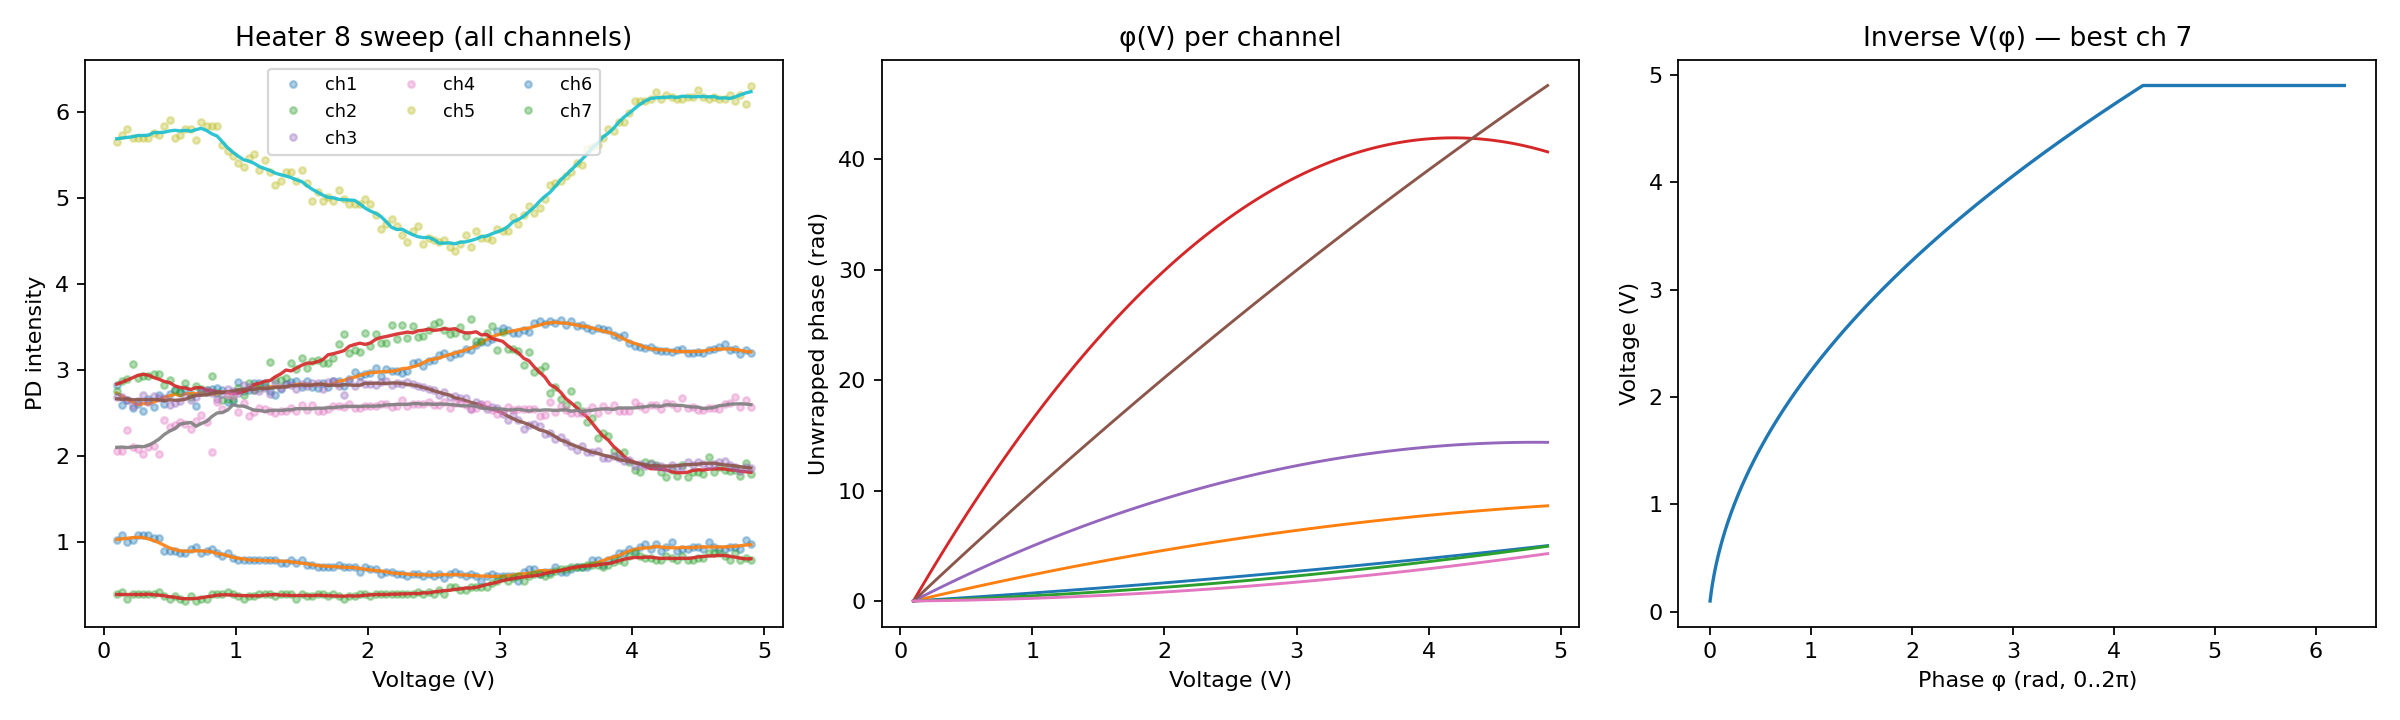 Heater 8 sweep (all channels)
ch1
ch2
ch3
ch4
ch5
ch6
ch7
6
5
4
3
2
1
PD intensity
0
1
2
3
4
5
Voltage (V)
φ(V) per channel
40
30
20
10
0
Unwrapped phase (rad)
0
1
2
3
4
5
Voltage (V)
Inverse V(φ) — best ch 7
5
4
3
2
1
0
Voltage (V)
0
1
2
3
4
5
6
Phase φ (rad, 0..2π)